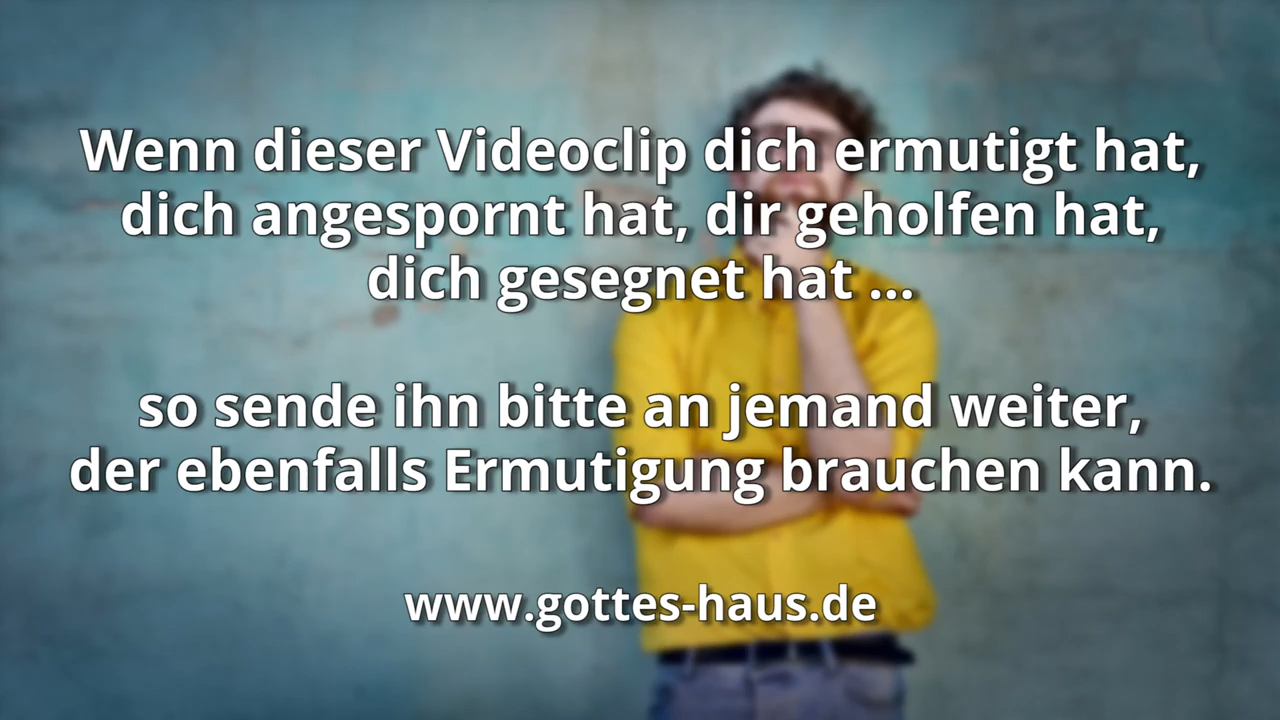 Wenn dieser Videoclip dich ermutigt hat,
dich angespornt hat, dir geholfen hat,
dich gesegnet hat ...
so sende ihn bitte an jemand weiter,
der ebenfalls Ermutigung brauchen kann.
www.gottes-haus.de